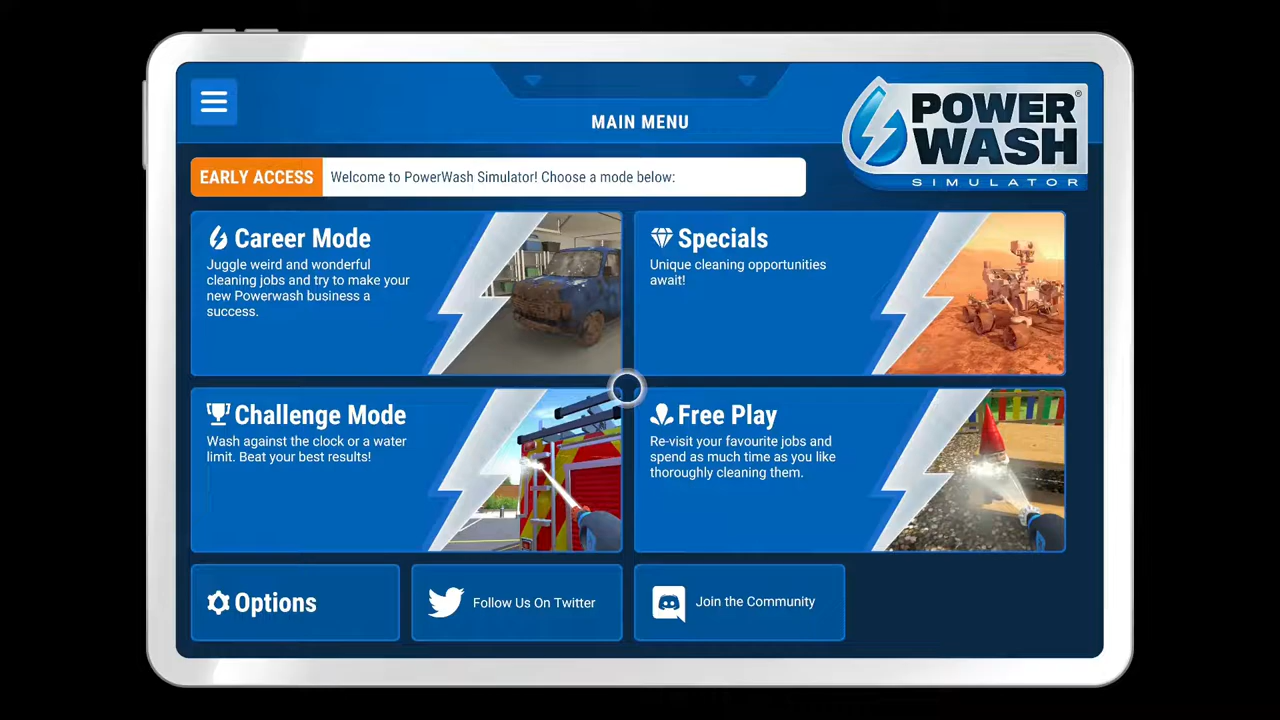 MAIN MENU
POWER
WASH
SIMULATOR
EARLY ACCESS Welcome to PowerWash Simulator! Choose a mode below:
Career Mode
Juggle weird and wonderful
cleaning jobs and try to make your
new Powerwash business a
success.
Specials
Unique cleaning opportunities
await!
Challenge Mode
Wash against the clock or a water
limit. Beat your best results!
Free Play
Re-visit your favourite jobs and
spend as much time as you like
thoroughly cleaning them.
Options
Follow Us On Twitter
Join the Community